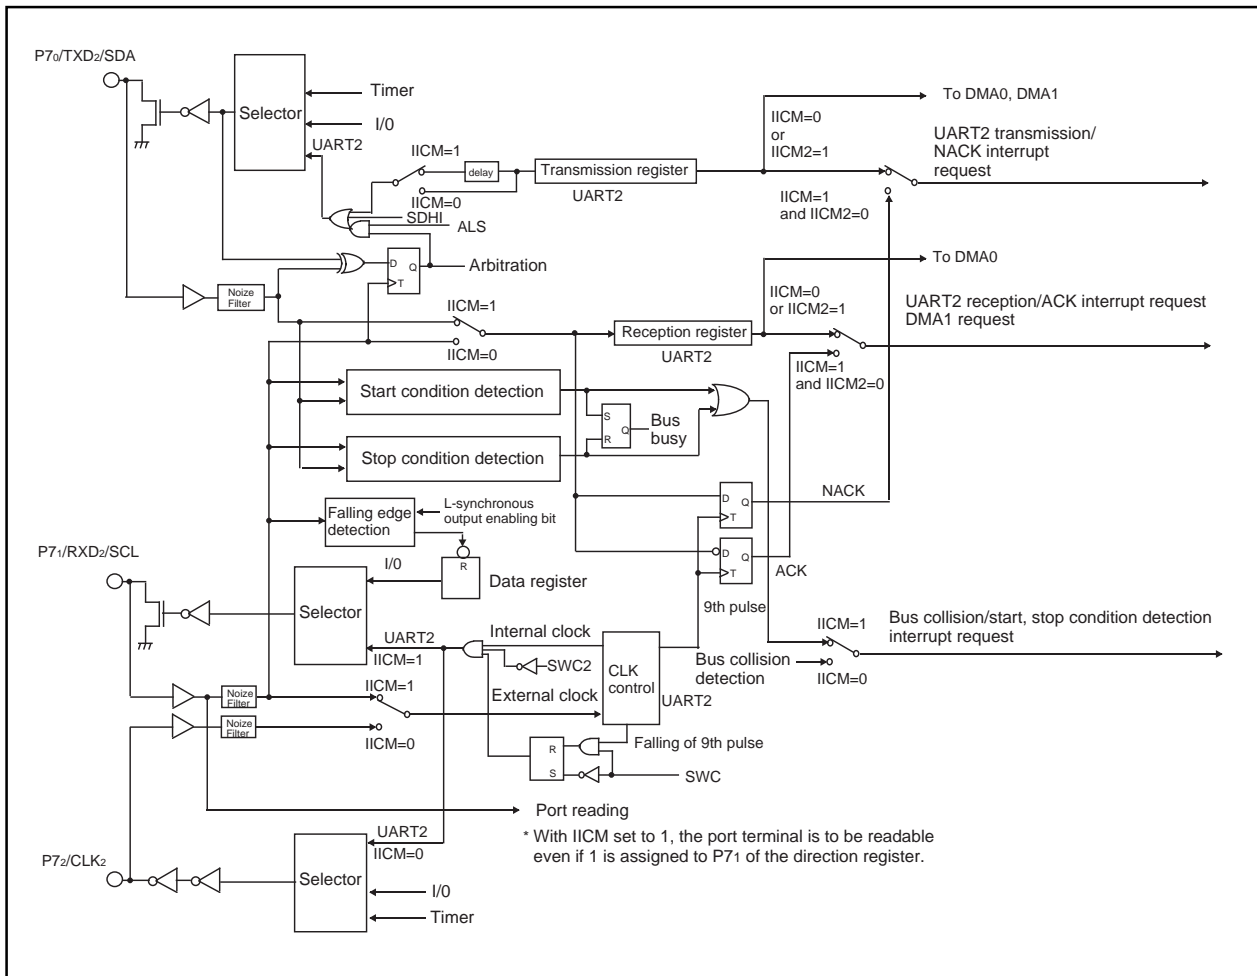 P70/TXD2/SDA
Selector
Timer
I/0
UART2
IICM=1
delay
IICM=0
SDHI
ALS
Transmission register
UART2
To DMA0, DMA1
IICM=0
or
IICM2=1
UART2 transmission/
NACK interrupt
request
IICM=1
and IICM2=0
D
Q
T
Arbitration
Noize
Filter
IICM=1
IICM=0
Reception register
UART2
To DMA0
IICM=0
or IICM2=1
UART2 reception/ACK interrupt request
DMA1 request
IICM=1
and IICM2=0
Start condition detection
S
Q
R
Bus
busy
Stop condition detection
Falling edge
detection
L-synchronous
output enabling bit
R
Data register
I/0
D
Q
T
NACK
D
Q
T
ACK
9th pulse
P71/RXD2/SCL
Selector
UART2
IICM=1
Internal clock
SWC2
External clock
CLK
control
UART2
Bus collision
detection
IICM=1
IICM=0
Bus collision/start, stop condition detection
interrupt request
Noize
Filter
Noize
Filter
IICM=1
IICM=0
R
S
Falling of 9th pulse
SWC
Port reading
* With IICM set to 1, the port terminal is to be readable
even if 1 is assigned to P71 of the direction register.
P72/CLK2
Selector
UART2
IICM=0
I/0
Timer